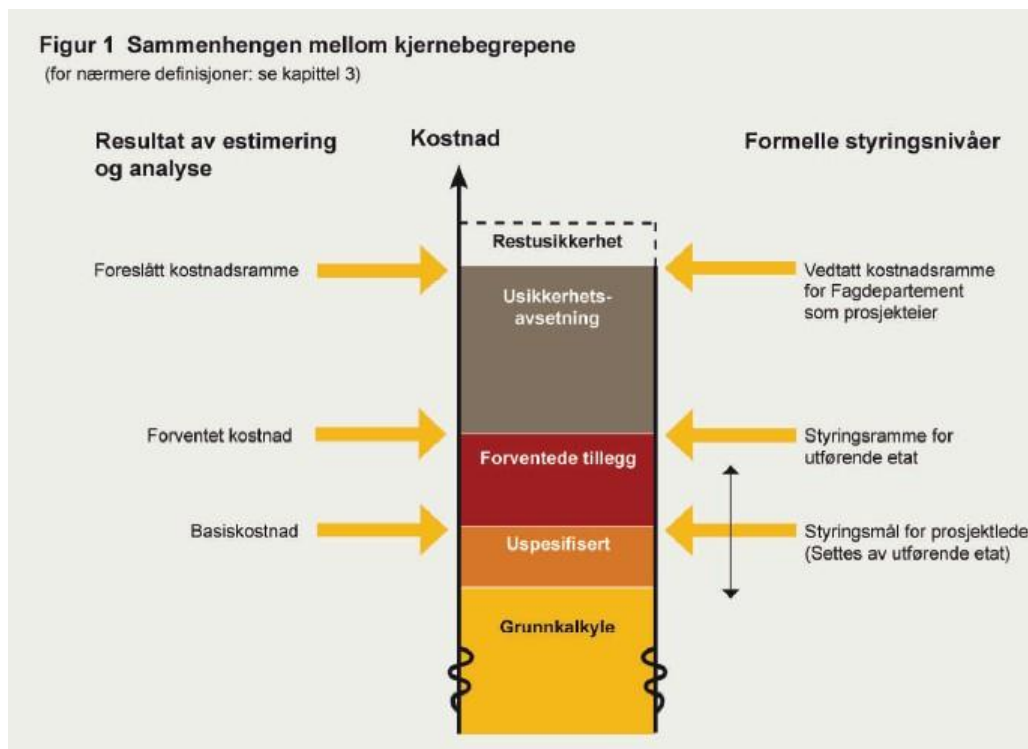 Figur 1 Sammenhengen mellom kjernebegrepene
(for nærmere definisjoner: se kapittel 3)
Resultat av estimering
og analyse
Kostnad
Formelle styringsnivåer
Restusikkerhet
Foreslått kostnadsramme
Vedtatt kostnadsramme
for Fagdepartement
som prosjekteier
Usikkerhets-
avsetning
Forventet kostnad
Styringsramme for
utførende etat
Forventede tillegg
Basiskostnad
Styringsmål for prosjektlede
(Settes av utførende etat)
Uspesifisert
Grunnkalkyle